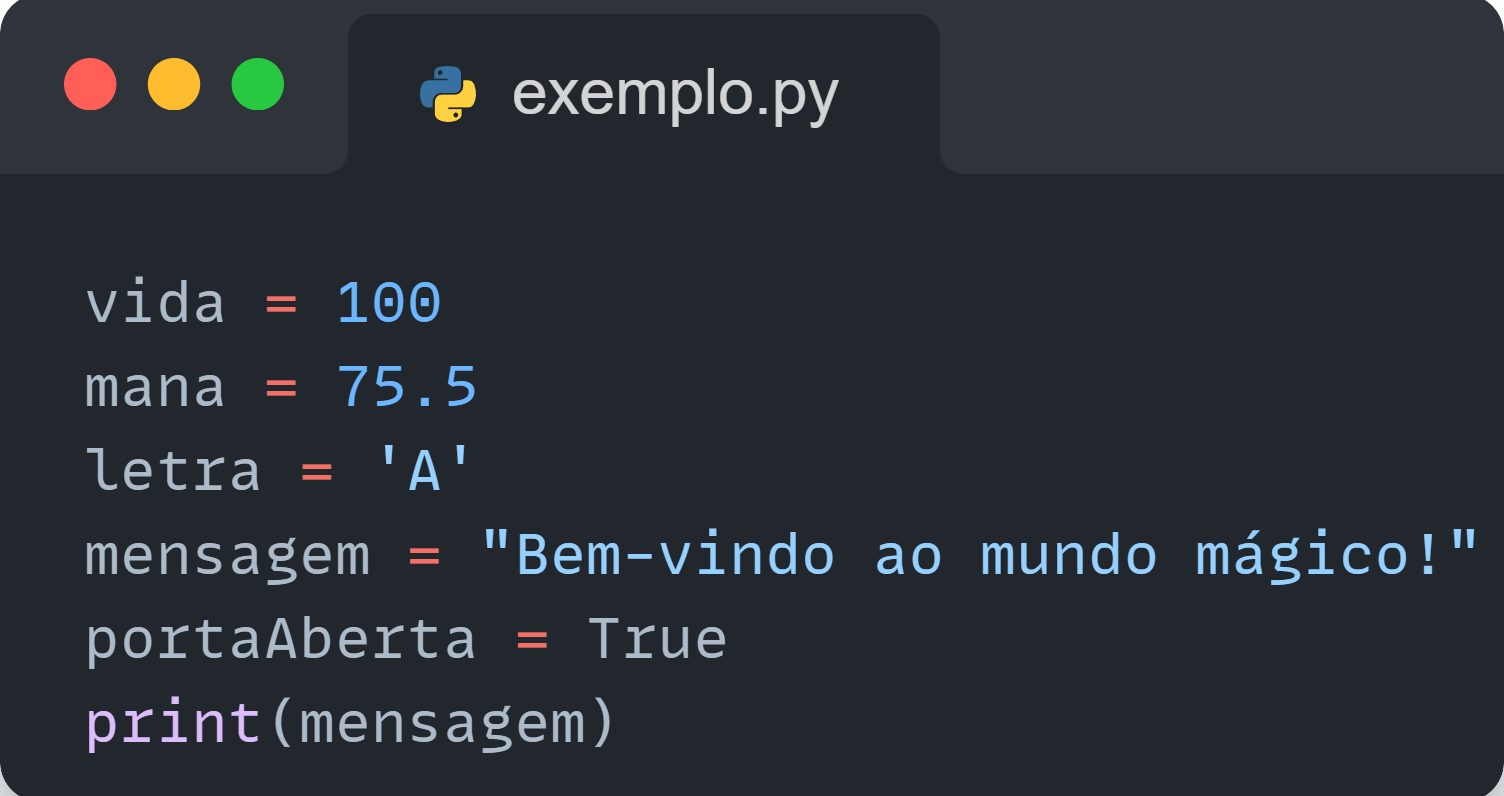 exemplo.py
vida = 100
mana = 75.5
letra = 'A'
mensagem = "Bem-vindo ao mundo mágico!"
portaAberta = True
print(mensagem)